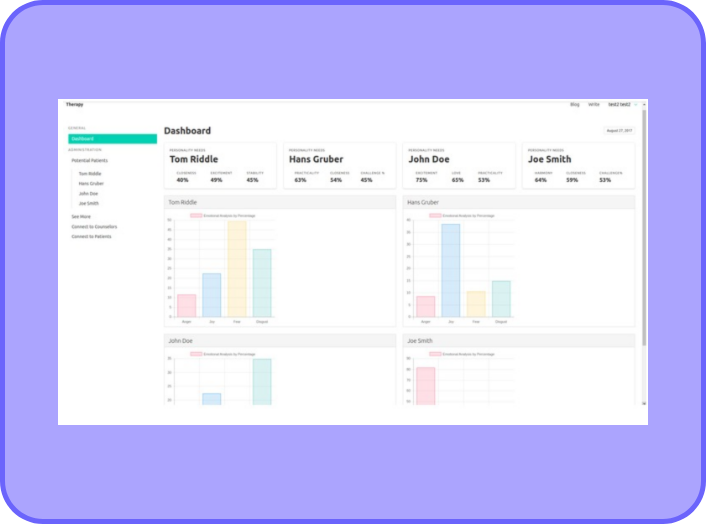 Therapy
Blog Write test2 test2
GENERAL
Dashboard
ADMINISTRATION
Potential Patients
Tom Riddle
Hans Gruber
John Doe
Joe Smith
See More
Connect to Counsellors
Connect to Patients
Dashboard
August 27, 2017
PERSONALITY NEEDS
Tom Riddle
CLOSENESS EXCITEMENT STABILITY
40% 49% 45%
PERSONALITY NEEDS
Hans Gruber
PRACTICALITY CLOSENESS CHALLENGE N
63% 54% 45%
PERSONALITY NEEDS
John Doe
EXCITEMENT LOVE PRACTICALITY
75% 65% 53%
PERSONALITY NEEDS
Joe Smith
HARMONY CLOSENESS CHALLENGEN
64% 59% 53%
Tom Riddle
Emotional Analysis by Percentage
50
45
40
35
30
25
20
15
10
5
0
Anger Joy Fear Disgust
Hans Gruber
Emotional Analysis by Percentage
40
35
30
25
20
15
10
5
0
Anger Joy Fear Disgust
John Doe
Emotional Analysis by Percentage
35
30
25
20
Joe Smith
Emotional Analysis by Percentage